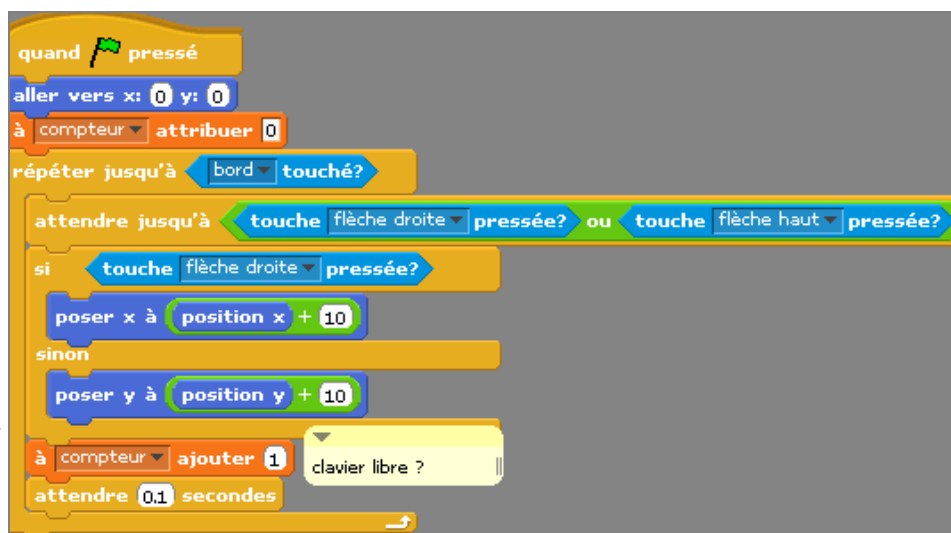 quand pressé
aller vers x: 0 y: 0
à compteur attribuer 0
répéter jusqu'à bord touché?
attendre jusqu'à touche flèche droite pressée? ou touche flèche haut pressée?
si touche flèche droite pressée?
poser x à position x + 10
sinon
poser y à position y + 10
à compteur ajouter 1
clavier libre ?
attendre 0.1 secondes